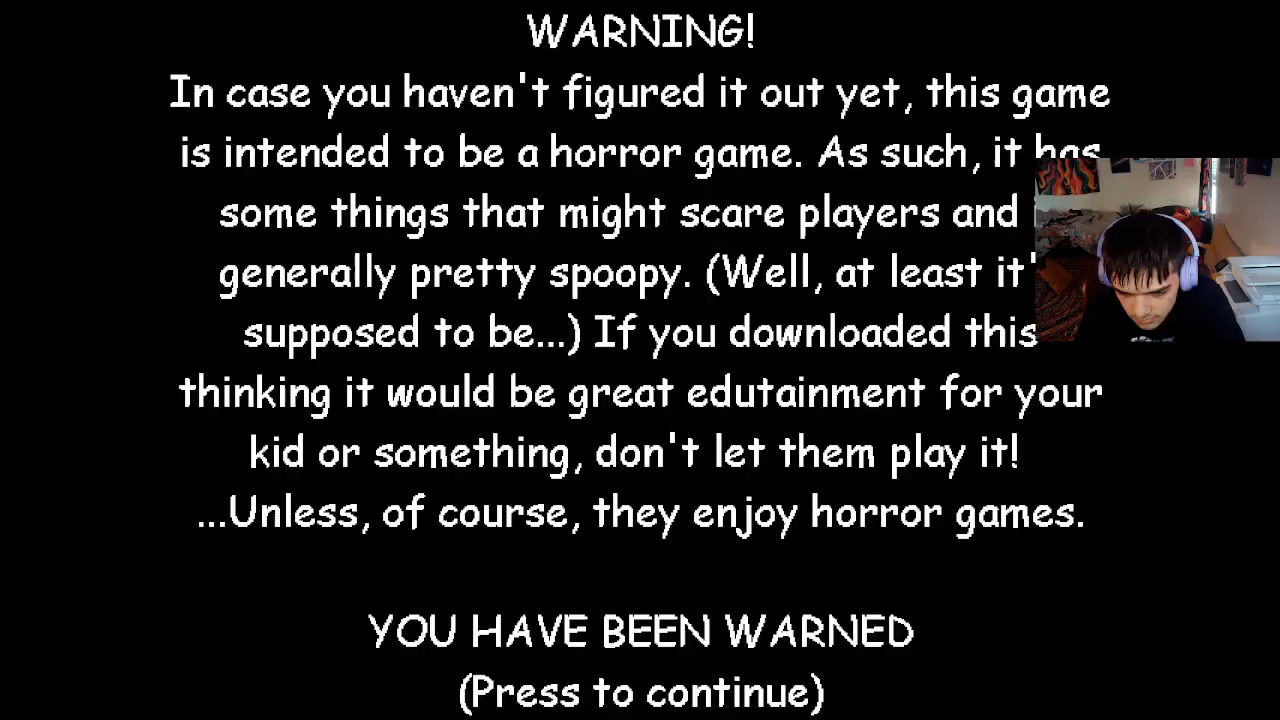 WARNING!
In case you haven't figured it out yet, this game
is intended to be a horror game. As such, it has
some things that might scare players and
generally pretty spoopy. (Well, at least it'
supposed to be...) If you downloaded this
thinking it would be great edutainment for your
kid or something, don't let them play it!
...Unless, of course, they enjoy horror games.
YOU HAVE BEEN WARNED
(Press to continue)